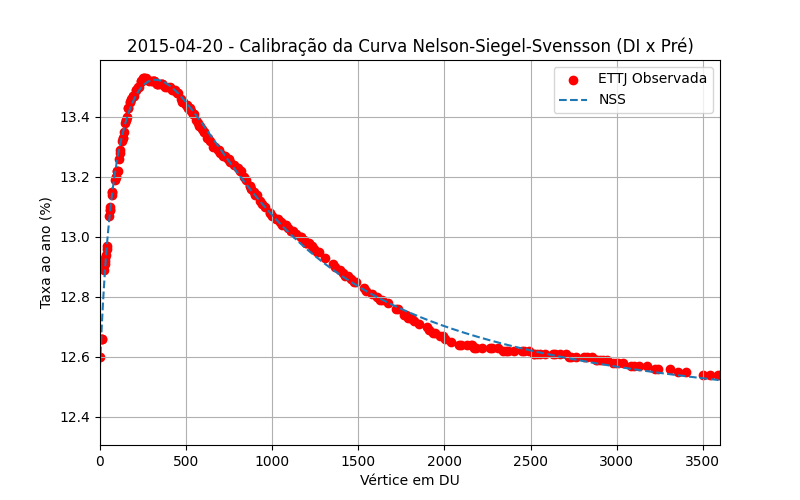 2015-04-20 - Calibração da Curva Nelson-Siegel-Svensson (DI x Pré)
ETTJ Observada
NSS
Taxa ao ano (%)
13.4
13.2
13.0
12.8
12.6
12.4
0 500 1000 1500 2000 2500 3000 3500
Vértice em DU